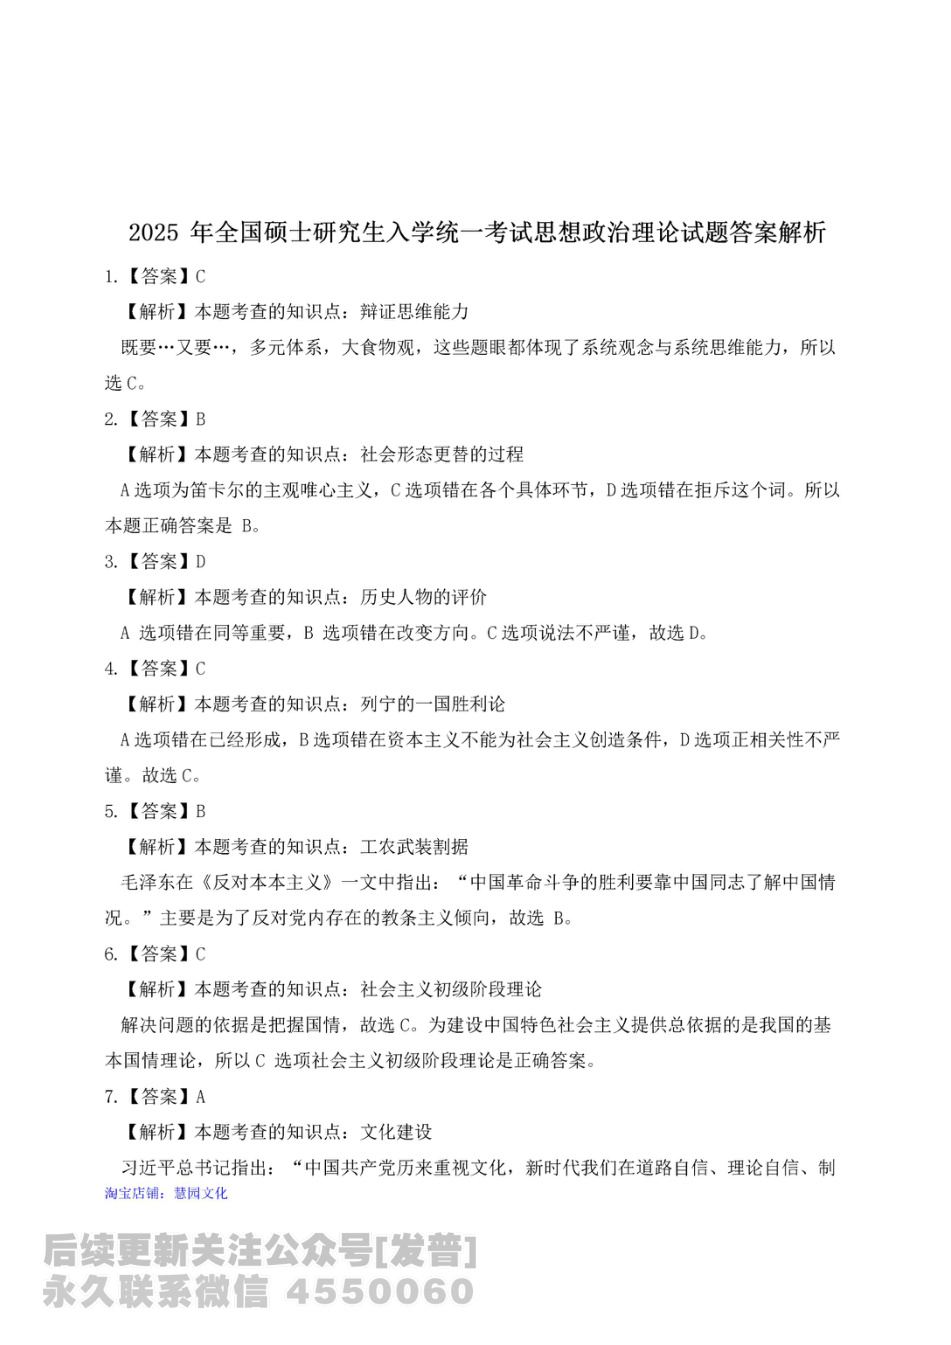 2025 年全国硕士研究生入学统一考试思想政治理论试题答案解析
1.【答案】C
【解析】本题考查的知识点：辩证思维能力
既要…又要…，多元体系，大食物观，这些题眼都体现了系统观念与系统思维能力，所以
选 C。
2.【答案】B
【解析】本题考查的知识点：社会形态更替的过程
A 选项为笛卡尔的主观唯心主义，C 选项错在各个具体环节，D 选项错在拒斥这个词。所以
本题正确答案是 B。
3.【答案】D
【解析】本题考查的知识点：历史人物的评价
A 选项错在同等重要，B 选项错在改变方向。C 选项说法不严谨，故选 D。
4.【答案】C
【解析】本题考查的知识点：列宁的一国胜利论
A 选项错在已经形成，B 选项错在资本主义不能为社会主义创造条件，D 选项正相关性不严
谨。故选 C。
5.【答案】B
【解析】本题考查的知识点：工农武装割据
毛泽东在《反对本本主义》一文中指出：“中国革命斗争的胜利要靠中国同志了解中国情
况。”主要是为了反对党内存在的教条主义倾向，故选 B。
6.【答案】C
【解析】本题考查的知识点：社会主义初级阶段理论
解决问题的依据是把握国情，故选 C。为建设中国特色社会主义提供总依据的是我国的基
本国情理论，所以 C 选项社会主义初级阶段理论是正确答案。
7.【答案】A
【解析】本题考查的知识点：文化建设
习近平总书记指出：“中国共产党历来重视文化，新时代我们在道路自信、理论自信、制
淘宝店铺：慧园文化
后续更新关注公众号[发普]
永久联系微信 4550060